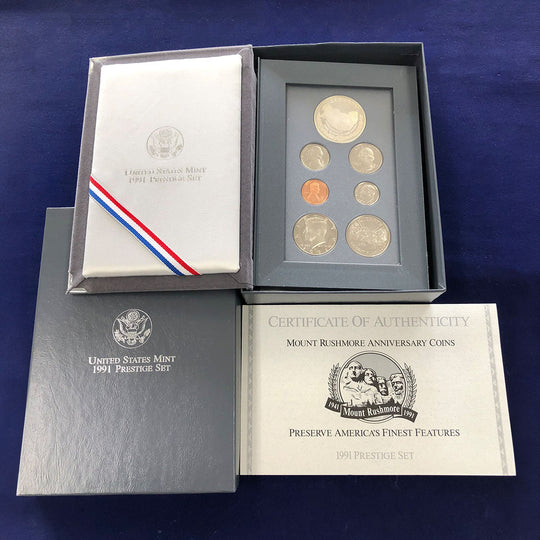 UNITED STATES MINT
1991 PRESTIGE SET
UNITED STATES MINT
1991 PRESTIGE SET
CERTIFICATE OF AUTHENTICITY
MOUNT RUSHMORE ANNIVERSARY COINS
1941 Mount Rushmore 1991
PRESERVE AMERICA'S FINEST FEATURES
1991 PRESTIGE SET